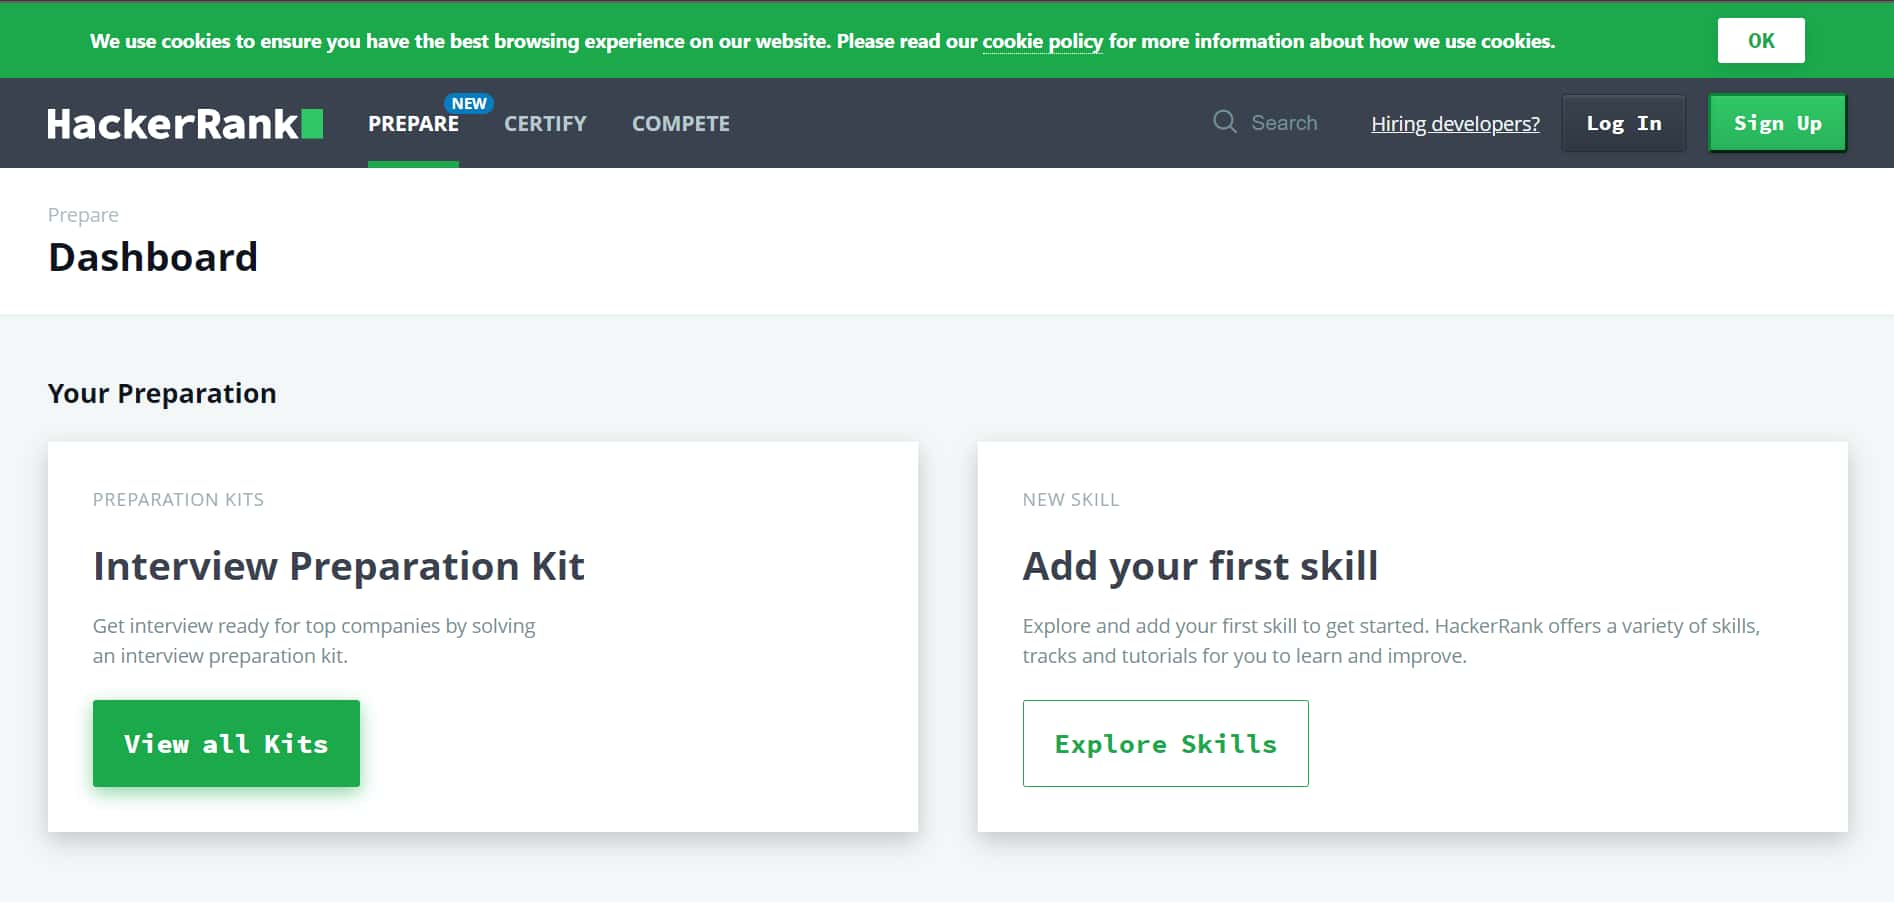 We use cookies to ensure you have the best browsing experience on our website. Please read our cookie policy for more information about how we use cookies.
OK
HackerRank
PREPARE
NEW
CERTIFY
COMPETE
Search
Hiring developers?
Log In
Sign Up
Prepare
Dashboard
Your Preparation
PREPARATION KITS
Interview Preparation Kit
Get interview ready for top companies by solving
an interview preparation kit.
View all Kits
NEW SKILL
Add your first skill
Explore and add your first skill to get started. HackerRank offers a variety of skills,
tracks and tutorials for you to learn and improve.
Explore Skills